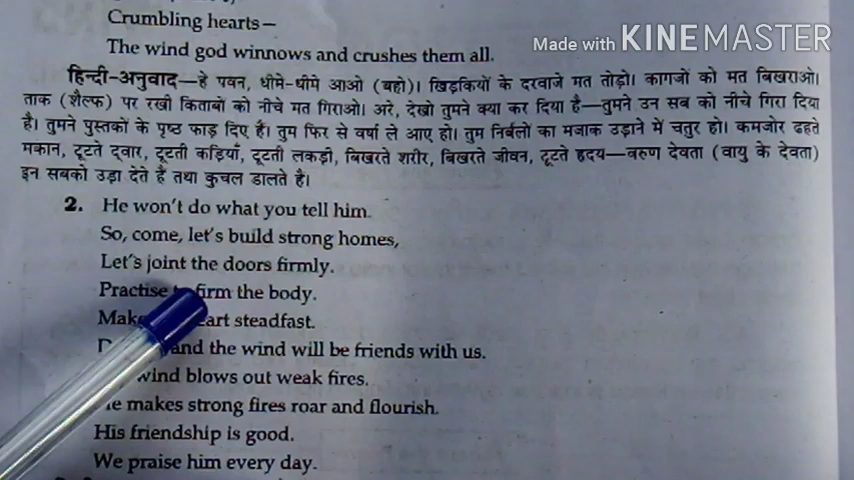 Crumbling hearts—
The wind god winnows and crushes them all.
Made with KINEMASTER
हिन्दी-अनुवाद—हे पवन, धीमे-धीमे आओ (बहो)। खिड़कियों के दरवाजे मत तोड़ो। कागजों को मत बिखराओ।
ताक (शैल्फ) पर रखी किताबों को नीचे मत गिराओ। अरे, देखो तुमने क्या कर दिया है—तुमने उन सब को नीचे गिरा दिया
है। तुमने पुस्तकों के पृष्ठ फाड़ दिए हैं। तुम फिर से वर्षा ले आए हो। तुम निर्बलों का मजाक उड़ाने में चतुर हो। कमजोर ढहते
मकान, टूटते द्वार, टूटती कड़ियाँ, टूटती लकड़ी, बिखरते शरीर, बिखरते जीवन, टूटते हृदय—वरुण देवता (वायु के देवता)
इन सबको उड़ा देते हैं तथा कुचल डालते हैं।
2. He won't do what you tell him.
So, come, let's build strong homes,
Let's joint the doors firmly.
Practise to firm the body.
Make heart steadfast.
and the wind will be friends with us.
wind blows out weak fires.
He makes strong fires roar and flourish.
His friendship is good.
We praise him every day.